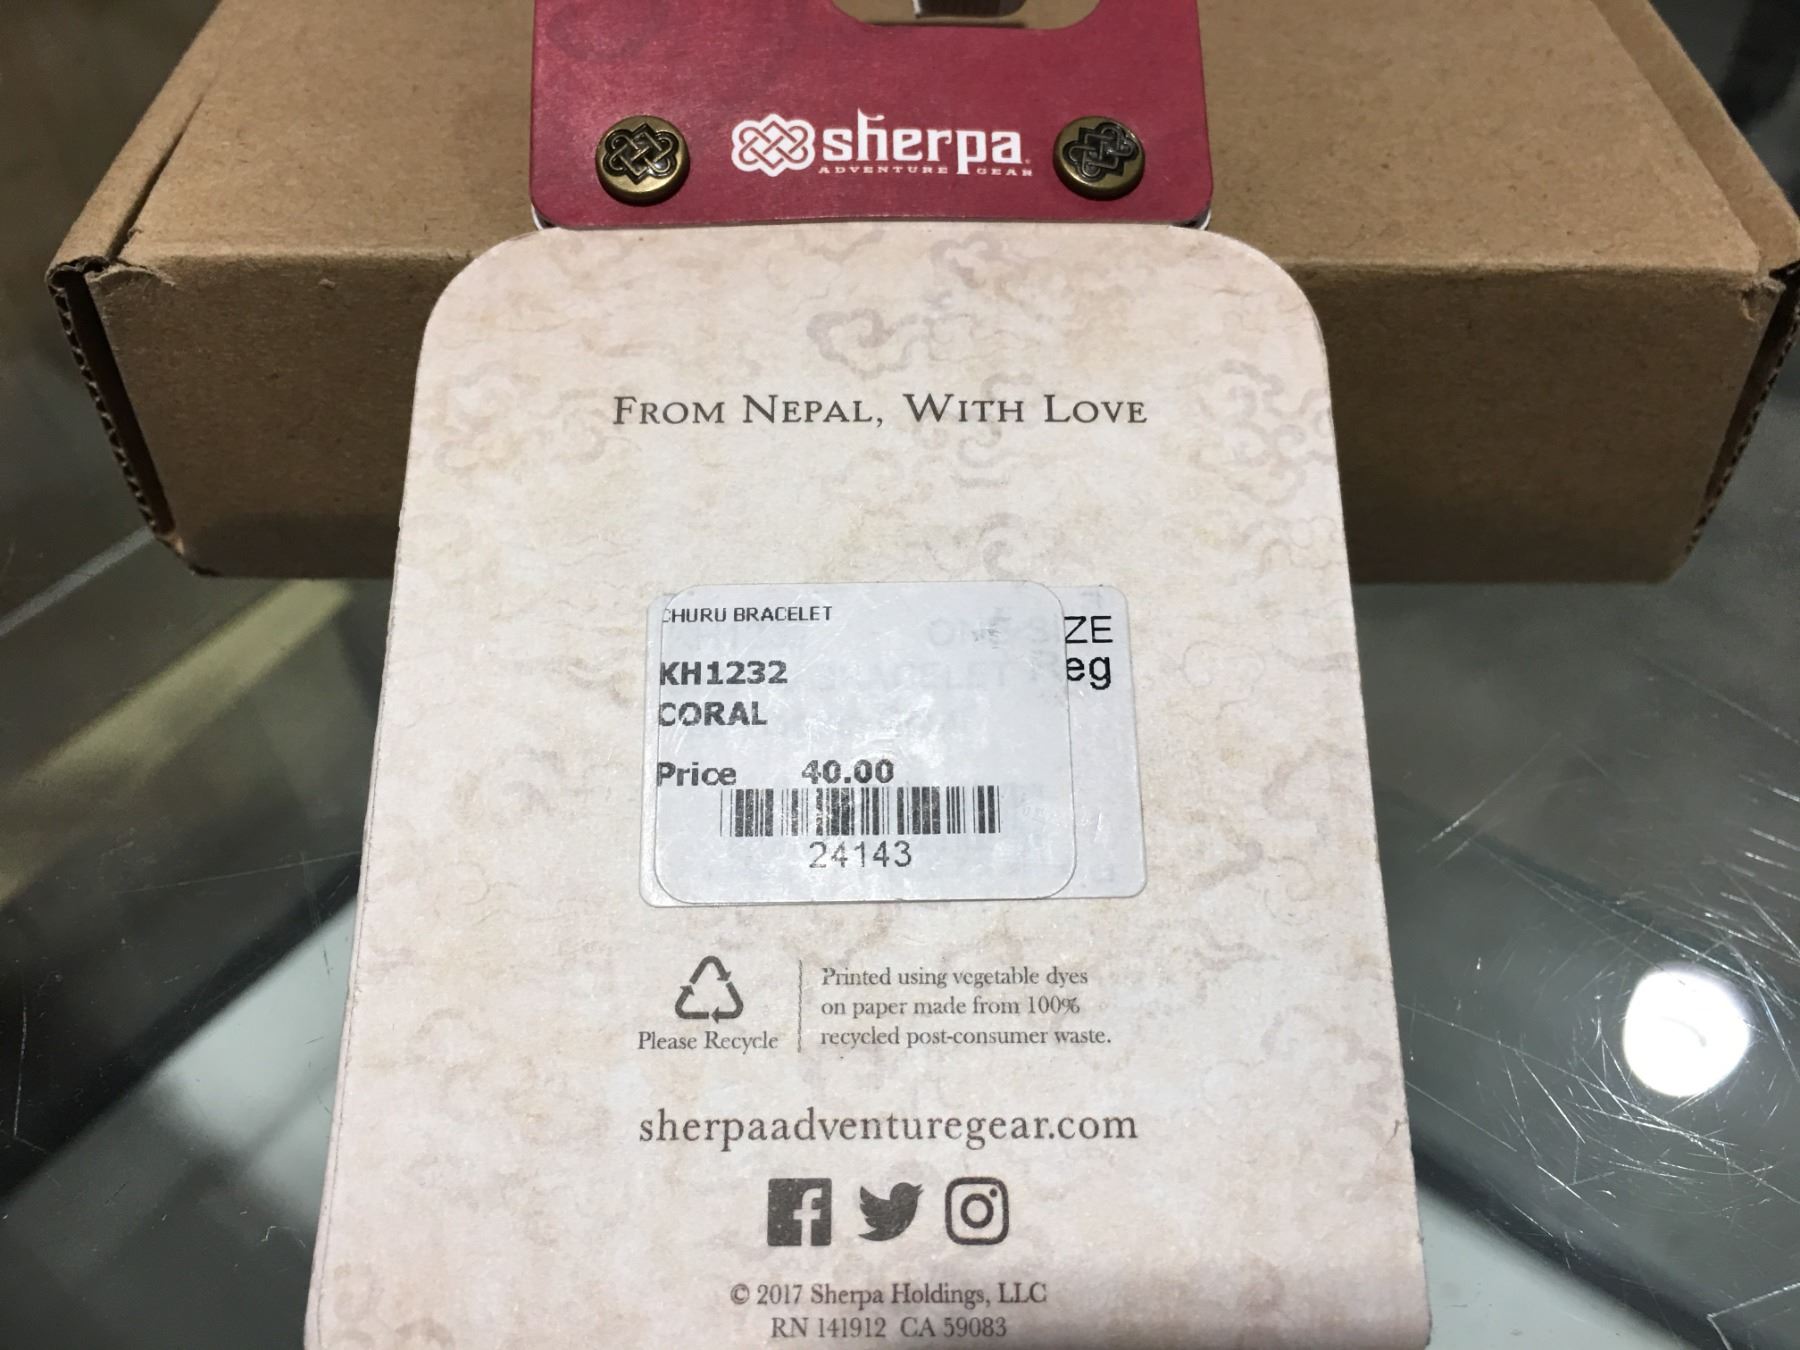 sherpa
ADVENTURE GEAR
FROM NEPAL, WITH LOVE
CHURU BRACELET
ZE
KH1232
eg
CORAL
Price 40.00
24143
Please Recycle
Printed using vegetable dyes
on paper made from 100%
recycled post-consumer waste.
sherpaadventuregear.com
© 2017 Sherpa Holdings, LLC
RN 141912 CA 59083